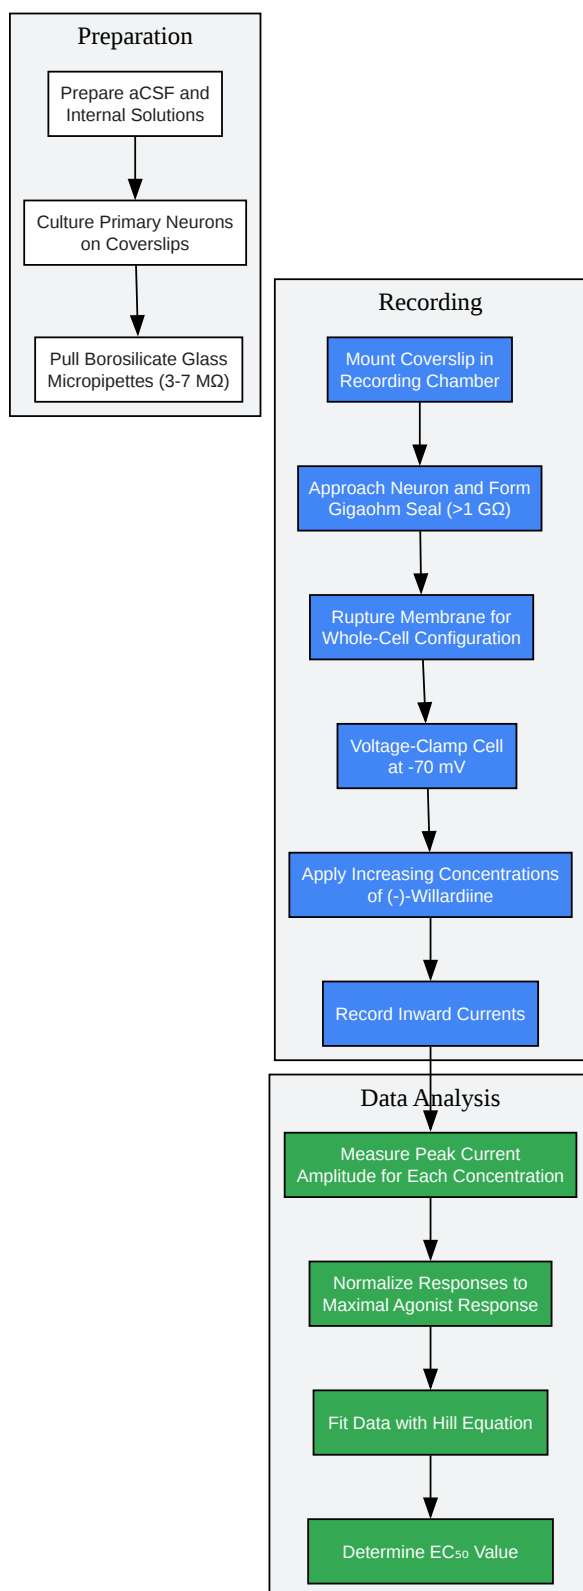 Preparation
Prepare aCSF and
Internal Solutions
Culture Primary Neurons
on Coverslips
Pull Borosilicate Glass
Micropipettes (3-7 MΩ)
Recording
Mount Coverslip in
Recording Chamber
Approach Neuron and Form
Gigaohm Seal (>1 GΩ)
Rupture Membrane for
Whole-Cell Configuration
Voltage-Clamp Cell
at -70 mV
Apply Increasing Concentrations
of (-)-Willardiine
Record Inward Currents
Data Analysis
Measure Peak Current
Amplitude for Each Concentration
Normalize Responses to
Maximal Agonist Response
Fit Data with Hill Equation
Determine EC₅₀ Value